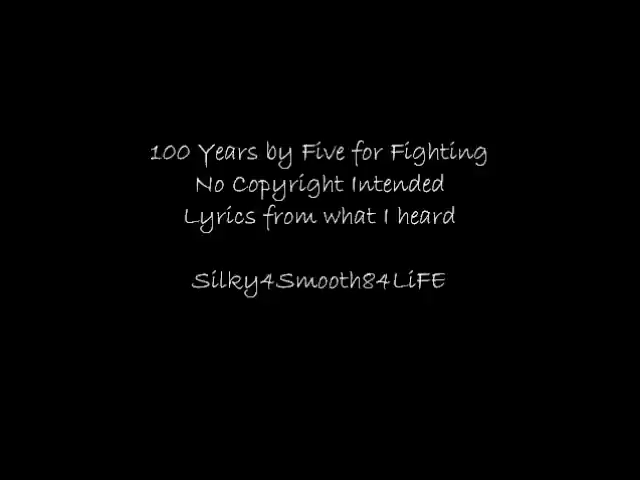 100 Years by Five for Fighting
No Copyright Intended
Lyrics from what I heard
Silky4Smooth84LiFE